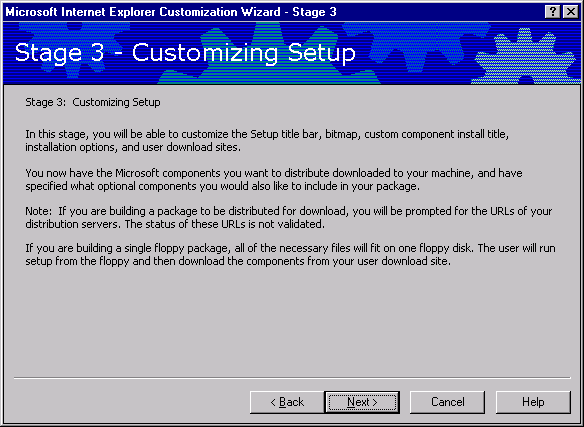 Microsoft Internet Explorer Customization Wizard - Stage 3
Stage 3 - Customizing Setup
Stage 3:  Customizing Setup
In this stage, you will be able to customize the Setup title bar, bitmap, custom component install title,
installation options, and user download sites.
You now have the Microsoft components you want to distribute downloaded to your machine, and have
specified what optional components you would also like to include in your package.
Note:  If you are building a package to be distributed for download, you will be prompted for the URLs of your
distribution servers. The status of these URLs is not validated.
If you are building a single floppy package, all of the necessary files will fit on one floppy disk. The user will run
setup from the floppy and then download the components from your user download site.
< Back
Next >
Cancel
Help